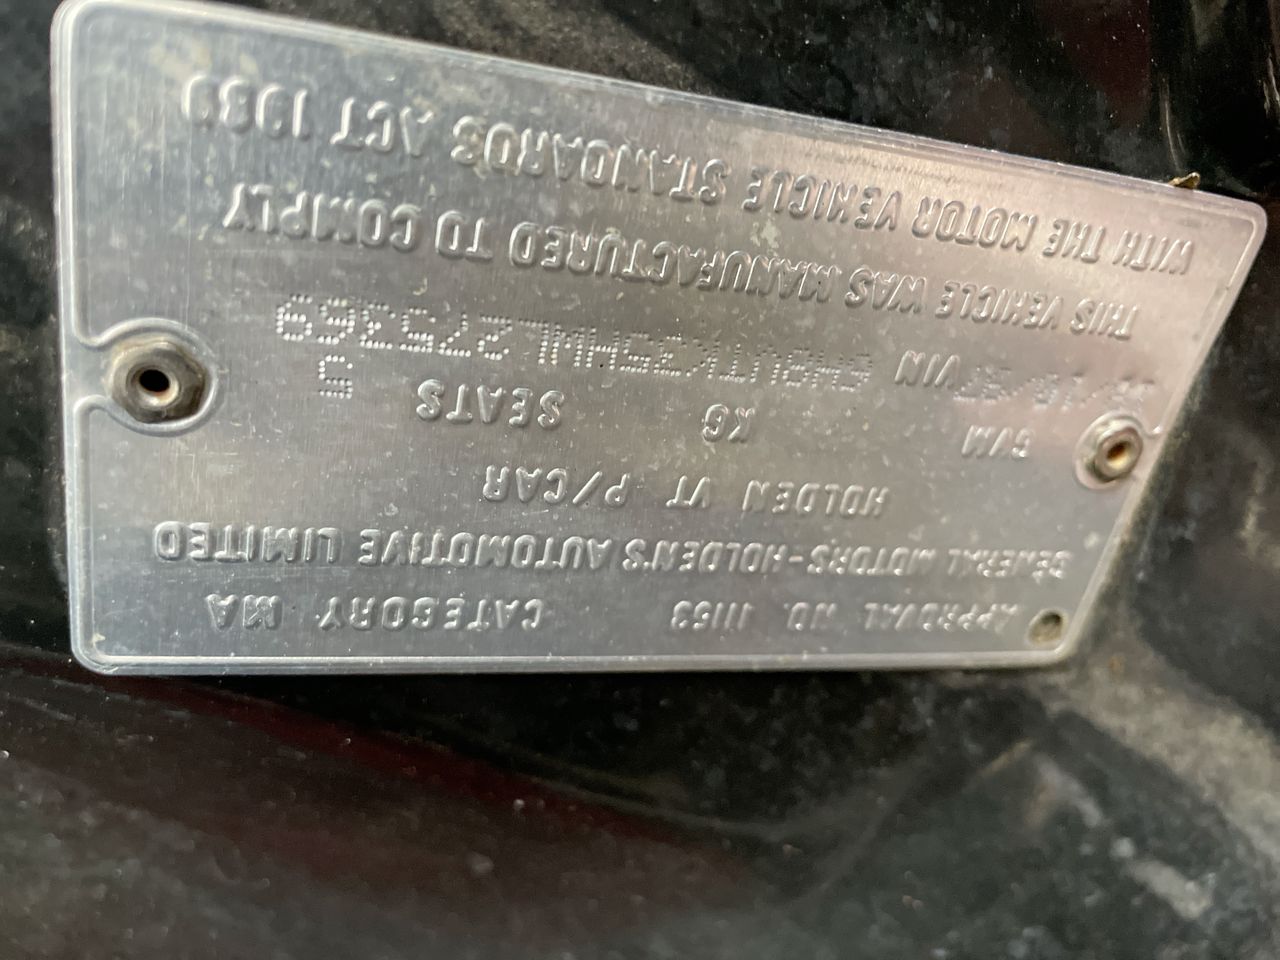 APPROVAL NO. 11153 CATEGORY MA
GENERAL MOTORS-HOLDEN'S AUTOMOTIVE LIMITED
HOLDEN VT P/CAR
GVM KG SEATS 5
VIN 6H8VTK35HWL275369
THIS VEHICLE WAS MANUFACTURED TO COMPLY
WITH THE MOTOR VEHICLE STANDARDS ACT 1989